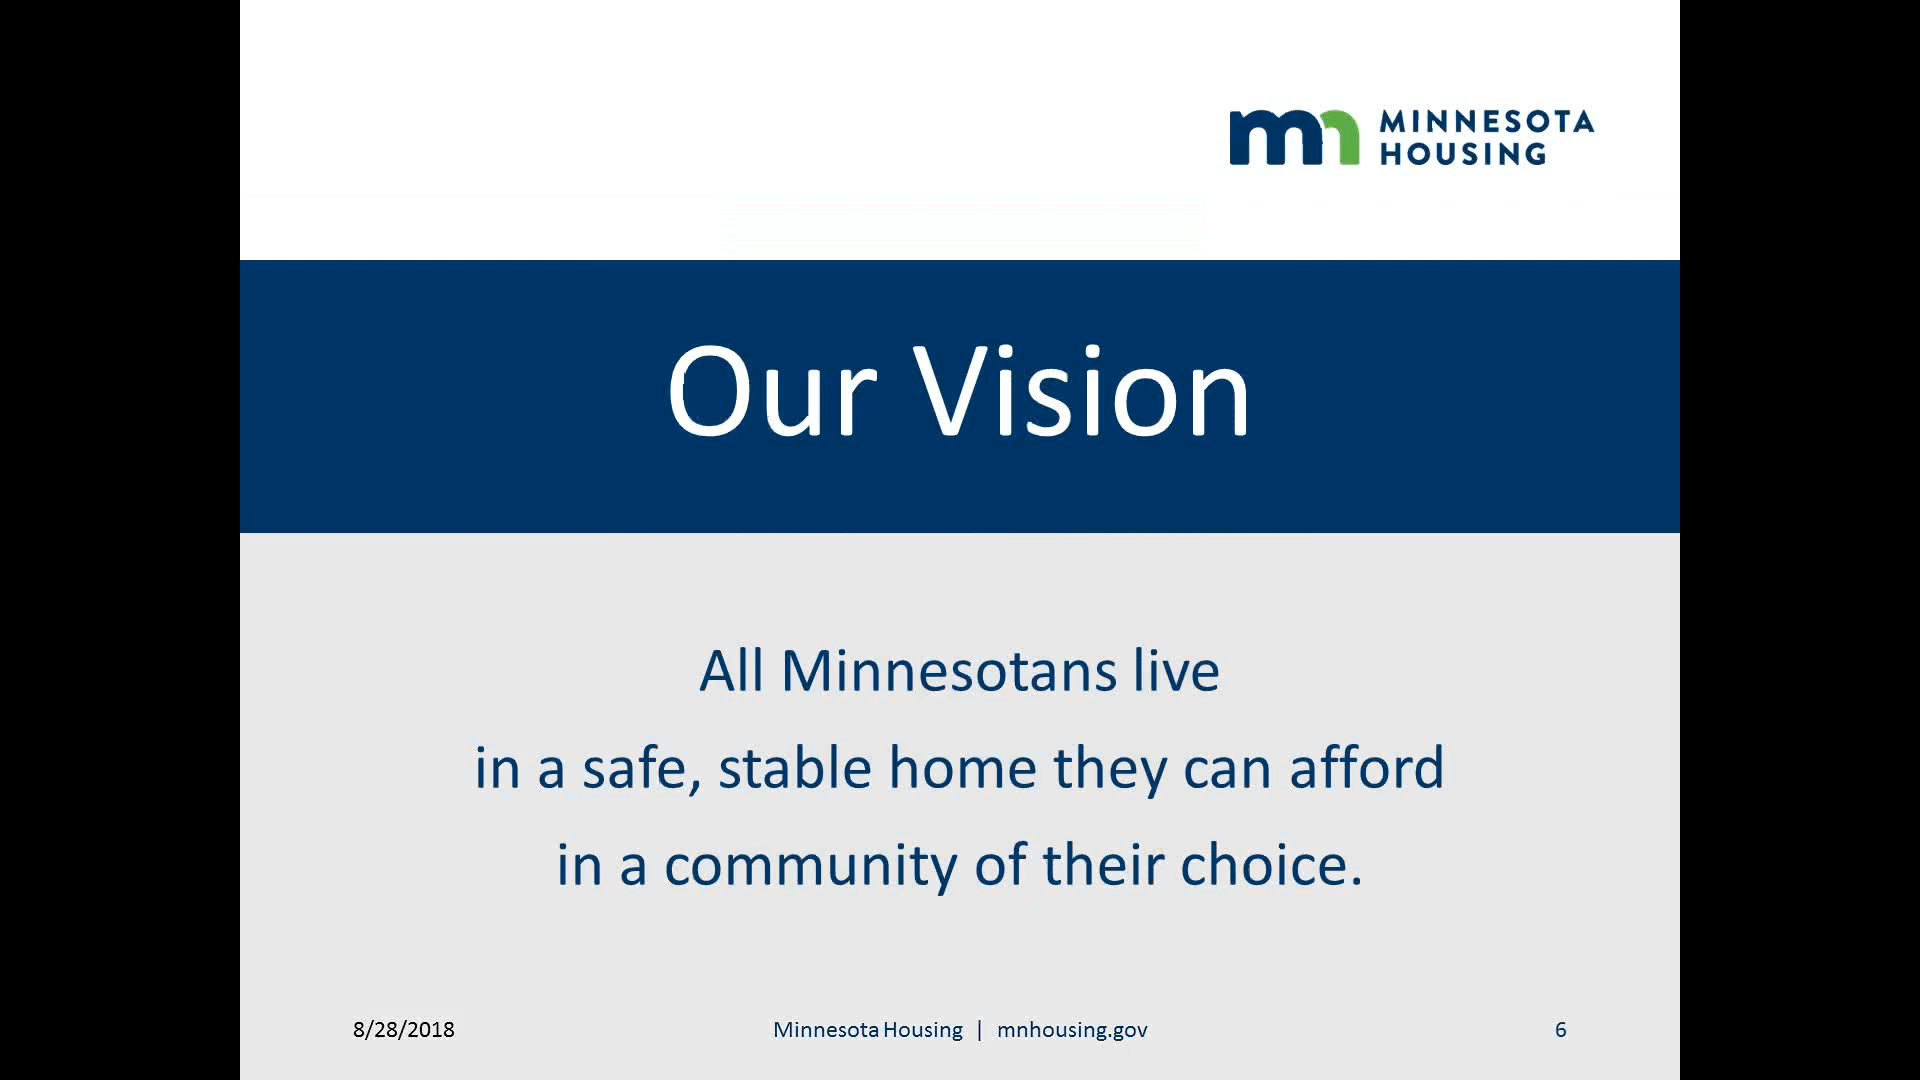 mn MINNESOTA
HOUSING
Our Vision
All Minnesotans live
in a safe, stable home they can afford
in a community of their choice.
8/28/2018
Minnesota Housing | mnhousing.gov
6